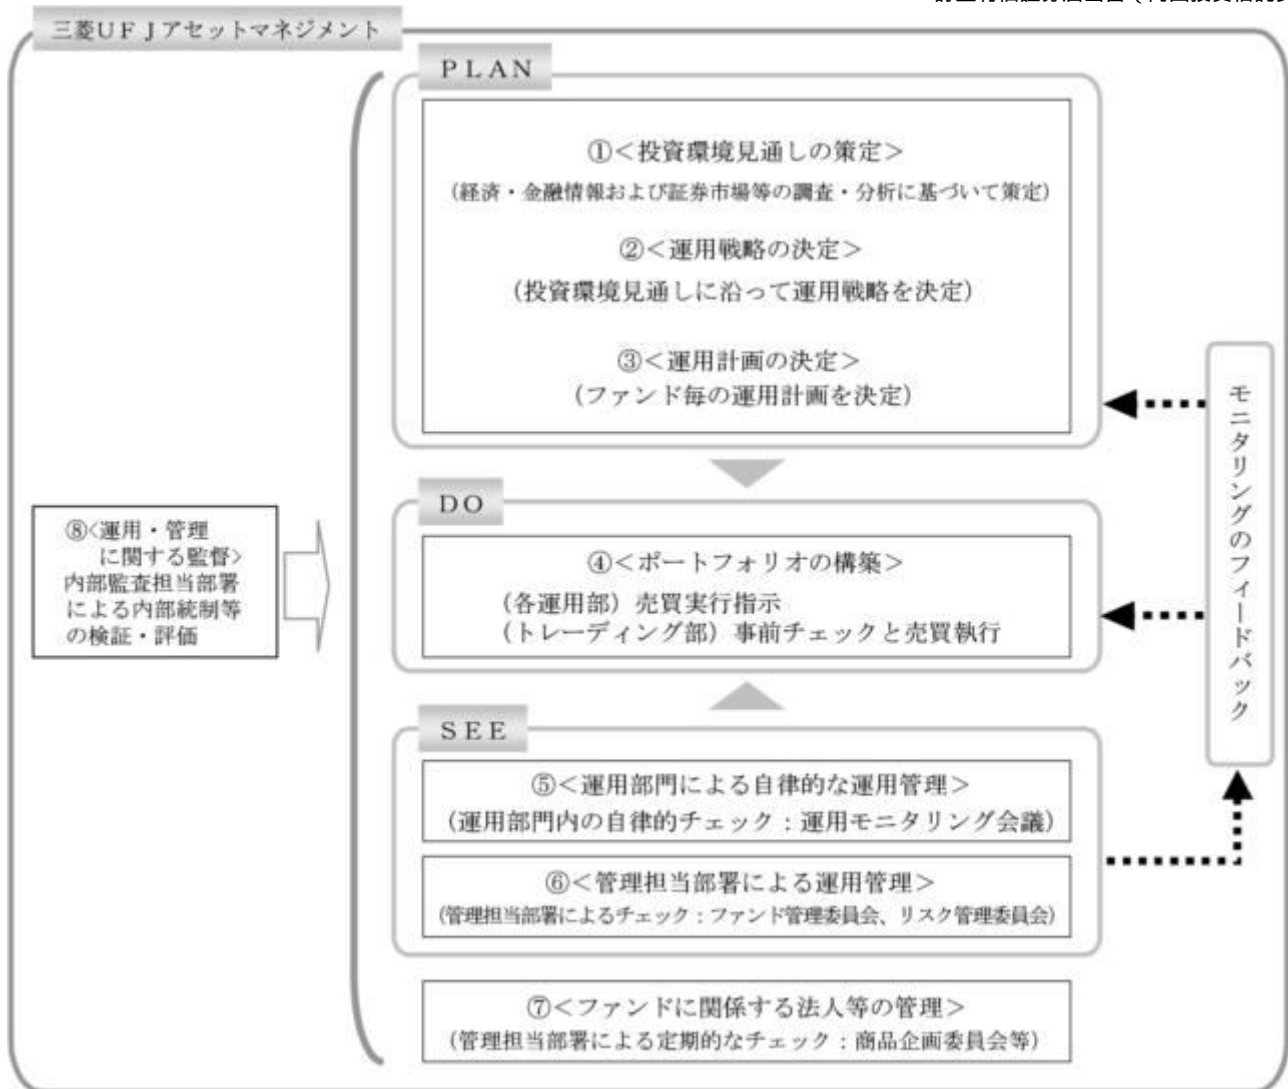 三菱UFJアセットマネジメント
PLAN
①<投資環境見通しの策定>
(経済・金融情報および証券市場等の調査・分析に基づいて策定)
②<運用戦略の決定>
(投資環境見通しに沿って運用戦略を決定)
③<運用計画の決定>
(ファンド毎の運用計画を決定)
DO
④<ポートフォリオの構築>
(各運用部)売買実行指示
(トレーディング部)事前チェックと売買執行
SEE
⑤<運用部門による自律的な運用管理>
(運用部門内の自律的チェック:運用モニタリング会議)
⑥<管理担当部署による運用管理>
(管理担当部署によるチェック:ファンド管理委員会、リスク管理委員会)
⑦<ファンドに関係する法人等の管理>
(管理担当部署による定期的なチェック:商品企画委員会等)
⑧<運用・管理
に関する監督>
内部監査担当部署
による内部統制等
の検証・評価
モニタリングのフィードバック